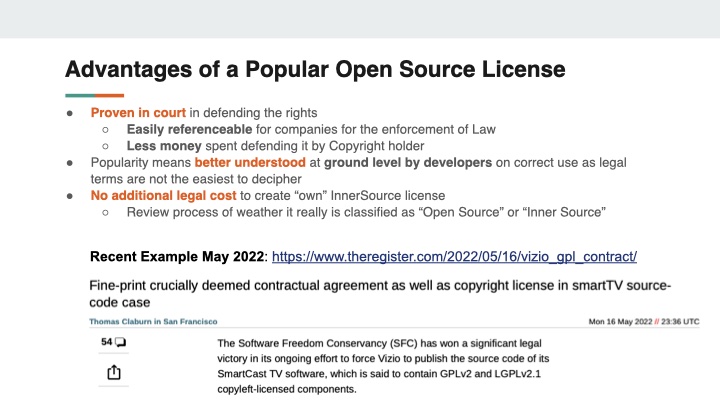 Advantages of a Popular Open Source License
● Proven in court in defending the rights
○ Easily referenceable for companies for the enforcement of Law
○ Less money spent defending it by Copyright holder
● Popularity means better understood at ground level by developers on correct use as legal
terms are not the easiest to decipher
● No additional legal cost to create “own” InnerSource license
○ Review process of weather it really is classified as “Open Source” or “Inner Source”
Recent Example May 2022: https://www.theregister.com/2022/05/16/vizio_gpl_contract/
Fine-print crucially deemed contractual agreement as well as copyright license in smartTV source-
code case
Thomas Claburn in San Francisco Mon 16 May 2022 // 23:36 UTC
54
The Software Freedom Conservancy (SFC) has won a significant legal
victory in its ongoing effort to force Vizio to publish the source code of its
SmartCast TV software, which is said to contain GPLv2 and LGPLv2.1
copyleft-licensed components.